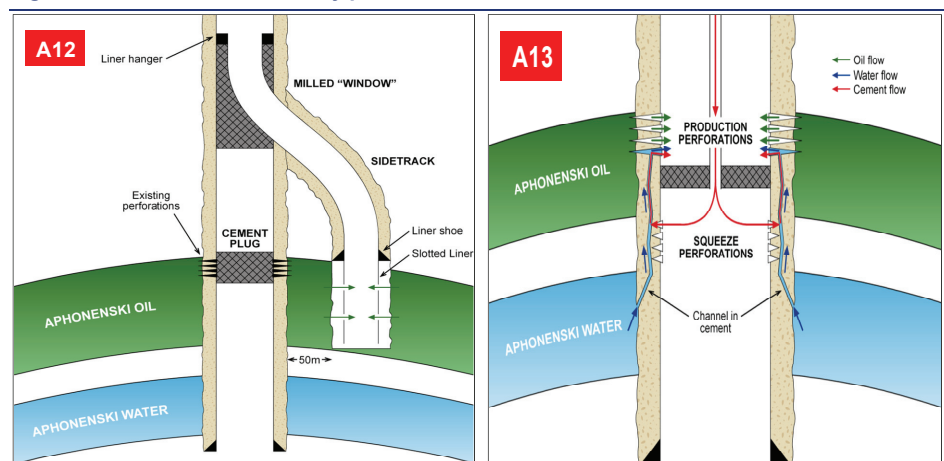 A12
Liner hanger
MILLED “WINDOW”
SIDETRACK
Existing
perforations
CEMENT
PLUG
Liner shoe
Slotted Liner
APHONENSKI OIL
50m
APHONENSKI WATER
A13
Oil flow
Water flow
Cement flow
PRODUCTION
PERFORATIONS
APHONENSKI OIL
SQUEEZE
PERFORATIONS
Channel in
cement
APHONENSKI WATER